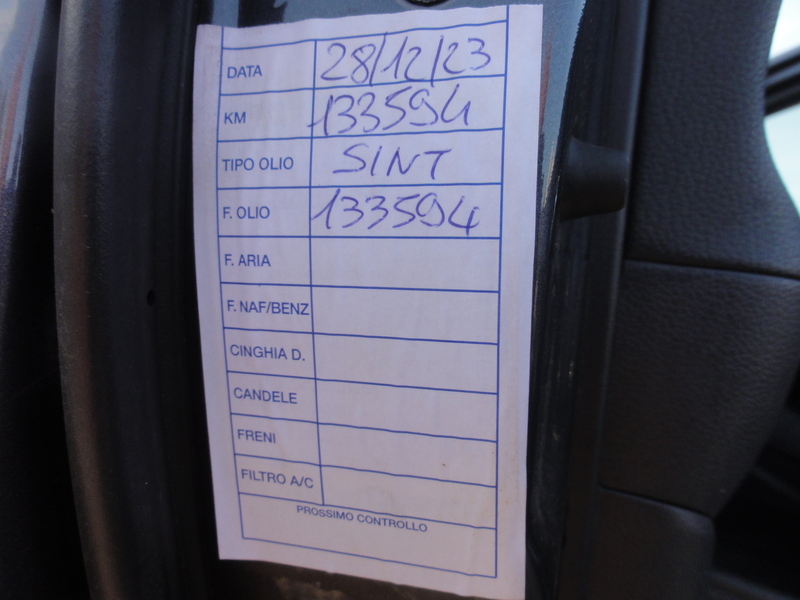 DATA 28/12/23
KM 133594
TIPO OLIO SINT
F. OLIO 133594
F. ARIA
F. NAF/BENZ
CINGHIA D.
CANDELE
FRENI
FILTRO A/C
PROSSIMO CONTROLLO